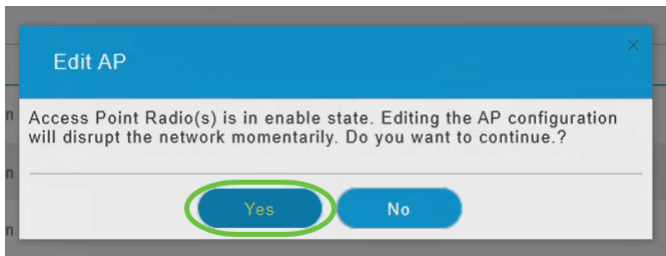 Edit AP
Access Point Radio(s) is in enable state. Editing the AP configuration
will disrupt the network momentarily. Do you want to continue.?
Yes
No
n
n
n